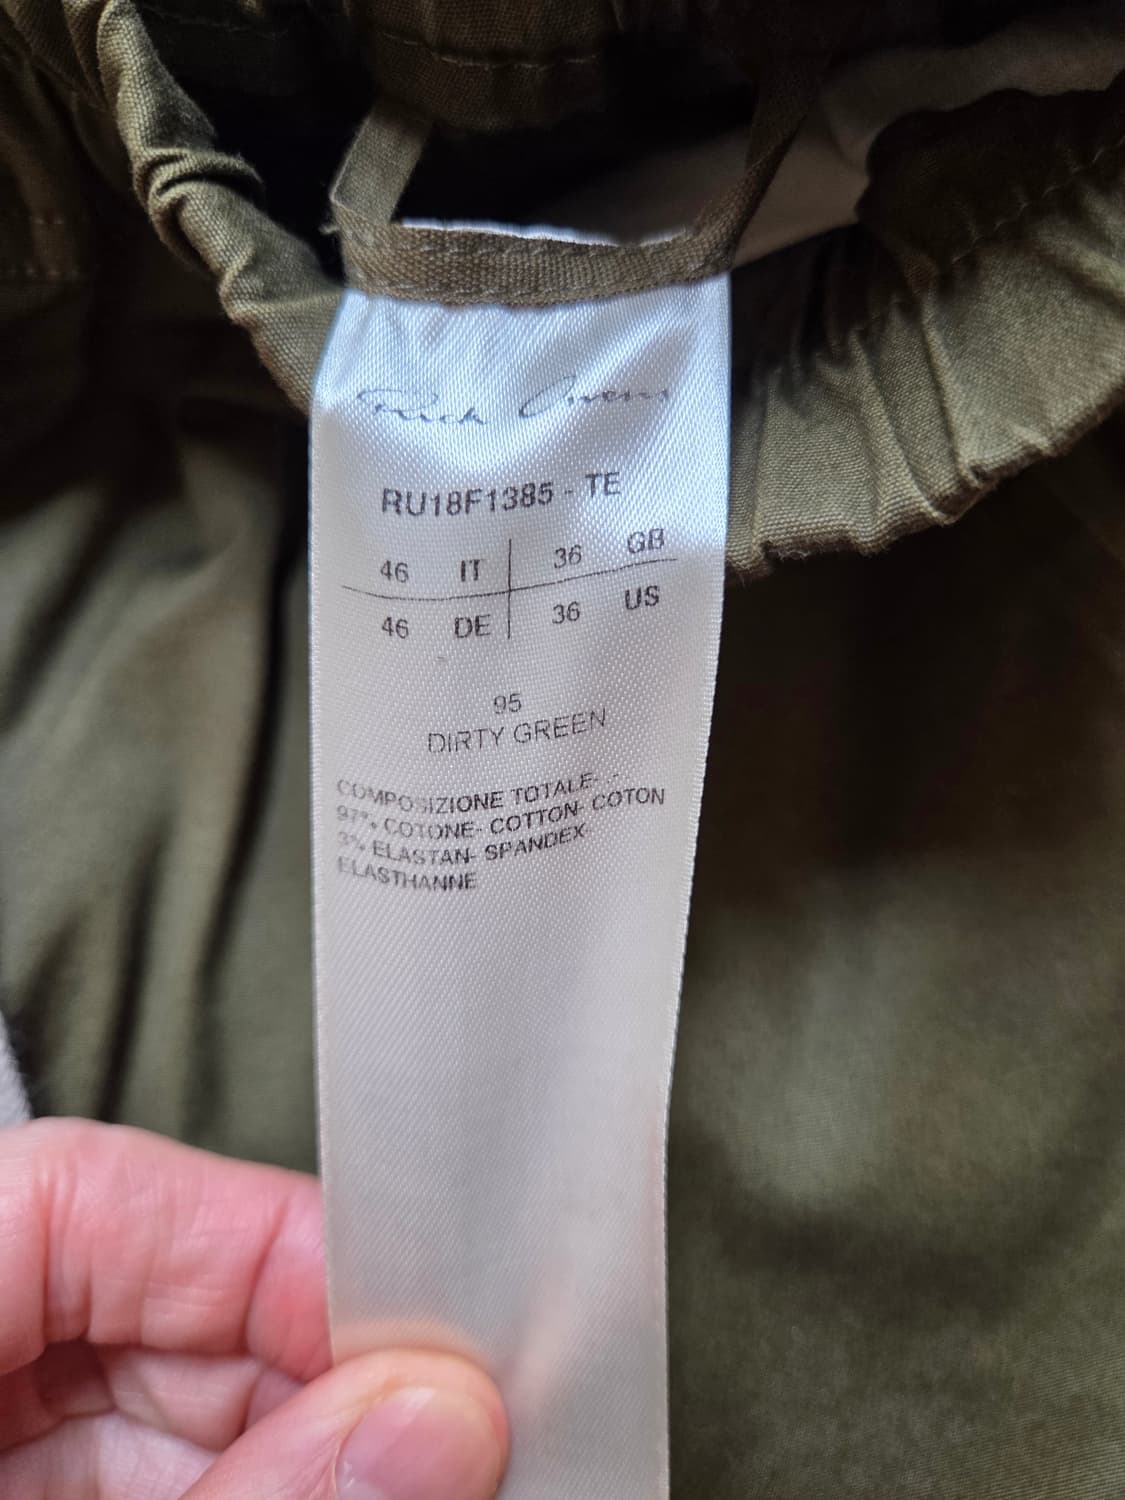 Rick Owens
RU18F1385 - TE
46 IT 36 GB
46 DE 36 US
95
DIRTY GREEN
COMPOSIZIONE TOTALE- -
97% COTONE- COTTON- COTON
3% ELASTAN- SPANDEX-
ELASTHANNE